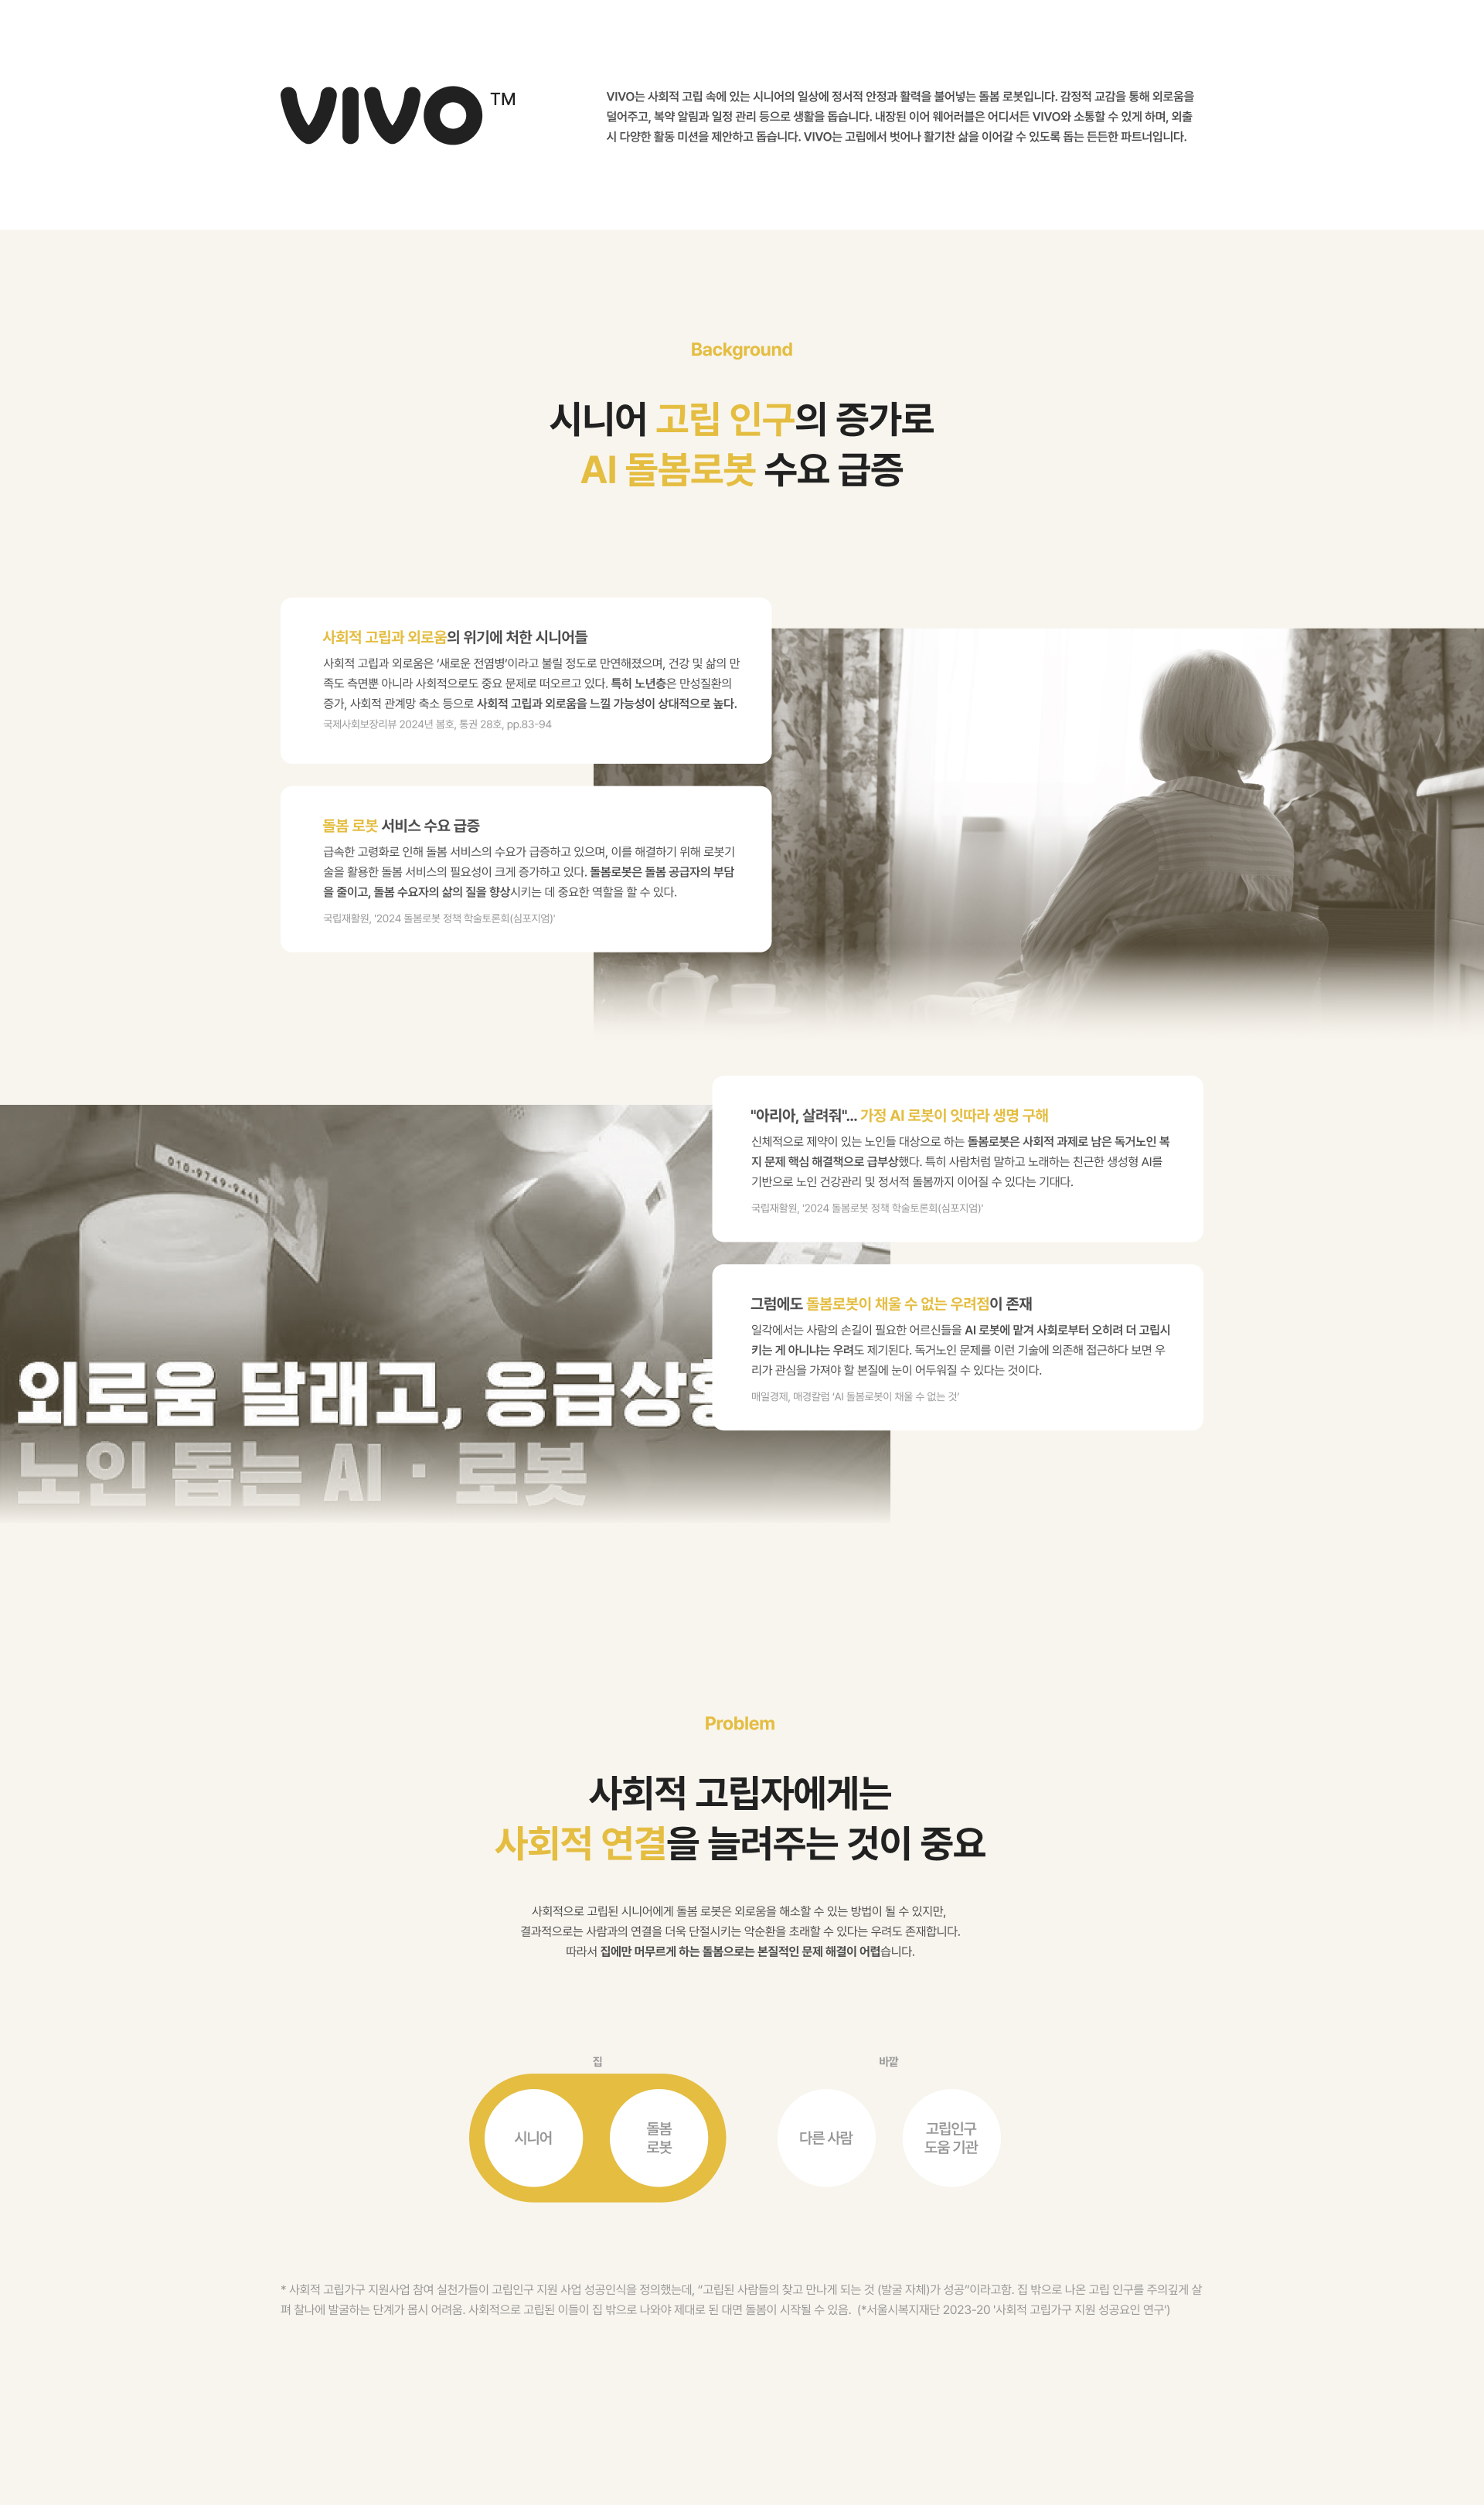 VIVO TM
VIVO는 사회적 고립 속에 있는 시니어의 일상에 정서적 안정과 활력을 불어넣는 돌봄 로봇입니다. 감정적 교감을 통해 외로움을
덜어주고, 복약 알림과 일정 관리 등으로 생활을 돕습니다. 내장된 이어 웨어러블은 어디서든 VIVO와 소통할 수 있게 하며, 외출
시 다양한 활동 미션을 제안하고 돕습니다. VIVO는 고립에서 벗어나 활기찬 삶을 이어갈 수 있도록 돕는 든든한 파트너입니다.
Background
시니어 고립 인구의 증가로
AI 돌봄로봇 수요 급증
사회적 고립과 외로움의 위기에 처한 시니어들
사회적 고립과 외로움은 ‘새로운 전염병’이라고 불릴 정도로 만연해졌으며, 건강 및 삶의 만
족도 측면뿐 아니라 사회적으로도 중요 문제로 떠오르고 있다. 특히 노년층은 만성질환의
증가, 사회적 관계망 축소 등으로 사회적 고립과 외로움을 느낄 가능성이 상대적으로 높다.
국제사회보장리뷰 2024년 봄호, 통권 28호, pp.83-94
돌봄 로봇 서비스 수요 급증
급속한 고령화로 인해 돌봄 서비스의 수요가 급증하고 있으며, 이를 해결하기 위해 로봇기
술을 활용한 돌봄 서비스의 필요성이 크게 증가하고 있다. 돌봄로봇은 돌봄 공급자의 부담
을 줄이고, 돌봄 수요자의 삶의 질을 향상시키는 데 중요한 역할을 할 수 있다.
국립재활원, '2024 돌봄로봇 정책 학술토론회(심포지엄)'
"아리아, 살려줘"... 가정 AI 로봇이 잇따라 생명 구해
신체적으로 제약이 있는 노인들 대상으로 하는 돌봄로봇은 사회적 과제로 남은 독거노인 복
지 문제 핵심 해결책으로 급부상했다. 특히 사람처럼 말하고 노래하는 친근한 생성형 AI를
기반으로 노인 건강관리 및 정서적 돌봄까지 이어질 수 있다는 기대다.
국립재활원, '2024 돌봄로봇 정책 학술토론회(심포지엄)'
010-9749-9448
외로움 달래고, 응급상황
노인 돕는 AI · 로봇
그럼에도 돌봄로봇이 채울 수 없는 우려점이 존재
일각에서는 사람의 손길이 필요한 어르신들을 AI 로봇에 맡겨 사회로부터 오히려 더 고립시
키는 게 아니냐는 우려도 제기된다. 독거노인 문제를 이런 기술에 의존해 접근하다 보면 우
리가 관심을 가져야 할 본질에 눈이 어두워질 수 있다는 것이다.
매일경제, 매경칼럼 ‘AI 돌봄로봇이 채울 수 없는 것’
Problem
사회적 고립자에게는
사회적 연결을 늘려주는 것이 중요
사회적으로 고립된 시니어에게 돌봄 로봇은 외로움을 해소할 수 있는 방법이 될 수 있지만,
결과적으로는 사람과의 연결을 더욱 단절시키는 악순환을 초래할 수 있다는 우려도 존재합니다.
따라서 집에만 머무르게 하는 돌봄으로는 본질적인 문제 해결이 어렵습니다.
집
시니어
돌봄
로봇
바깥
다른 사람
고립인구
도움 기관
* 사회적 고립가구 지원사업 참여 실천가들이 고립인구 지원 사업 성공인식을 정의했는데, “고립된 사람들의 찾고 만나게 되는 것 (발굴 자체)가 성공”이라고함. 집 밖으로 나온 고립 인구를 주의깊게 살
펴 찰나에 발굴하는 단계가 몹시 어려움. 사회적으로 고립된 이들이 집 밖으로 나와야 제대로 된 대면 돌봄이 시작될 수 있음. (*서울시복지재단 2023-20 '사회적 고립가구 지원 성공요인 연구')